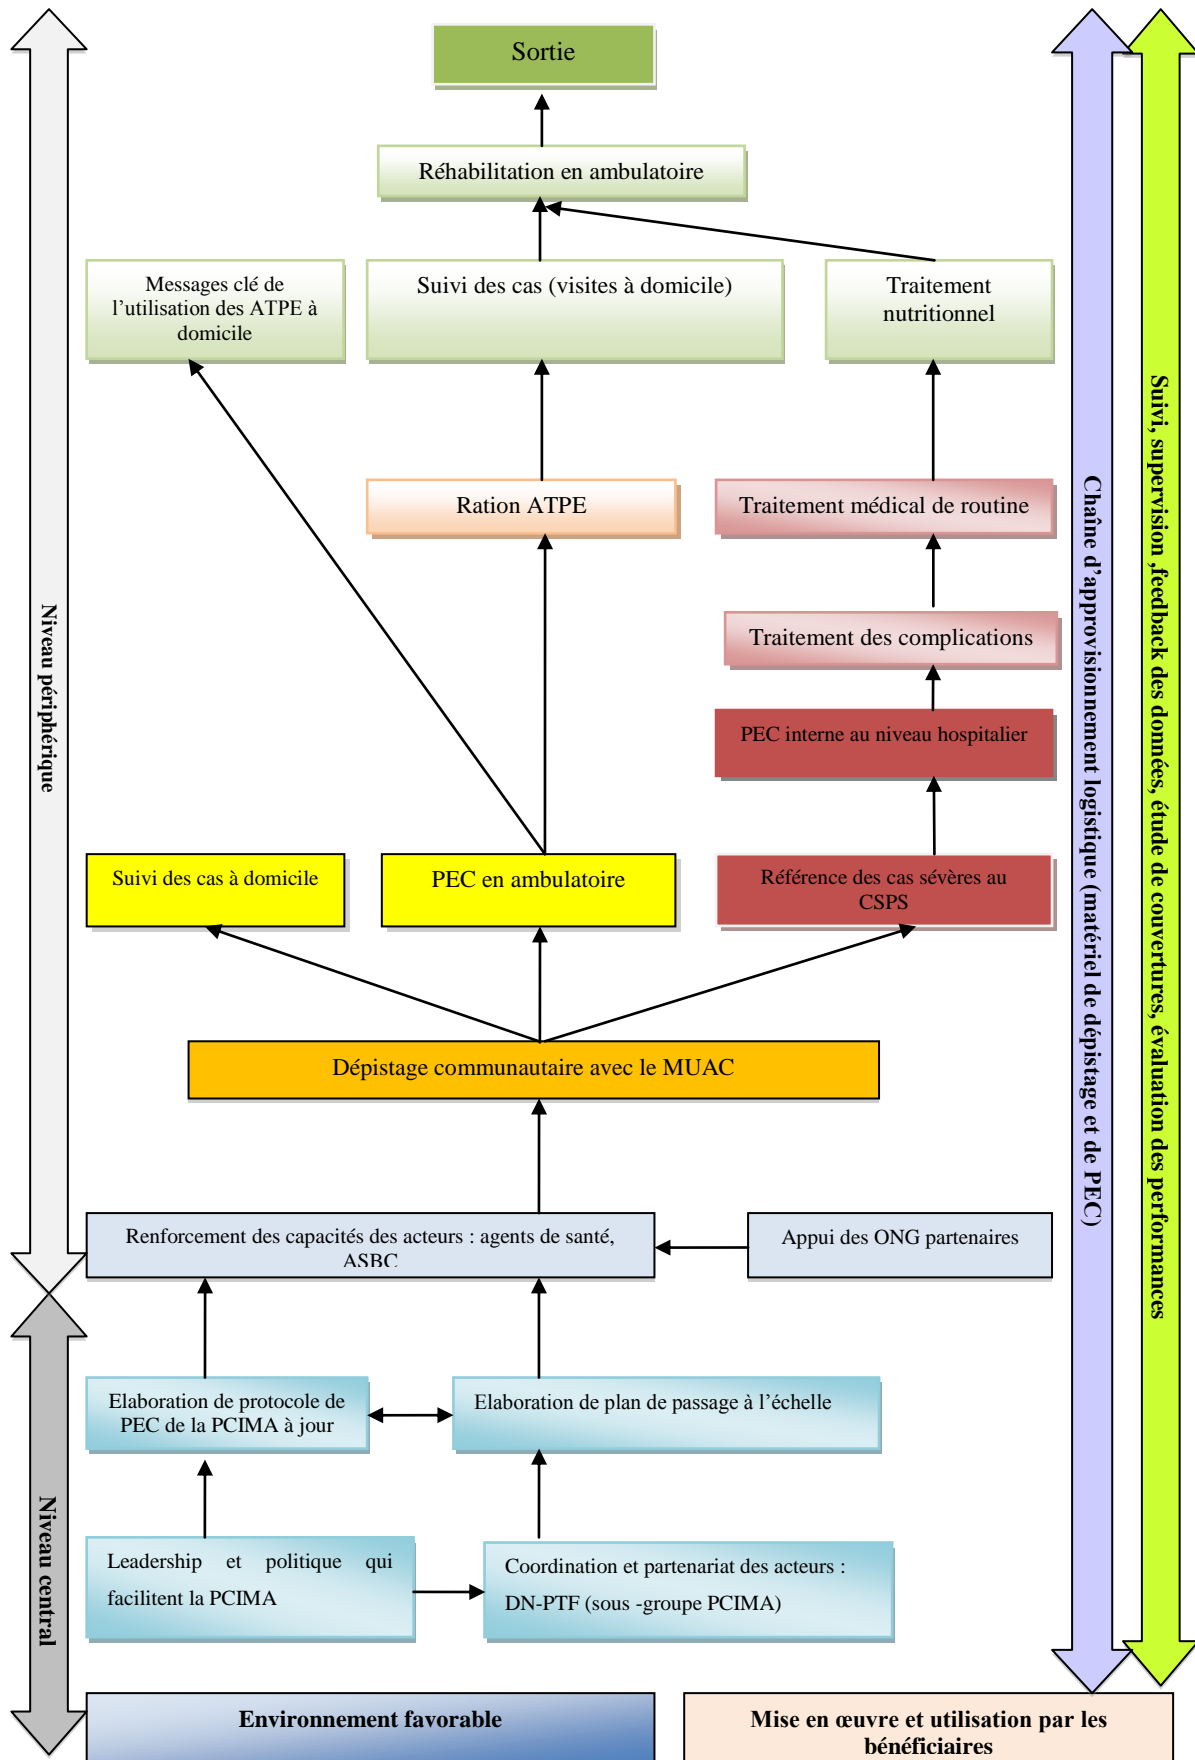 Sortie
Réhabilitation en ambulatoire
Messages clé de
l’utilisation des ATPE à
domicile
Suivi des cas (visites à domicile)
Traitement
nutritionnel
Ration ATPE
Traitement médical de routine
Traitement des complications
PEC interne au niveau hospitalier
Suivi des cas à domicile
PEC en ambulatoire
Référence des cas sévères au
CSPS
Dépistage communautaire avec le MUAC
Renforcement des capacités des acteurs : agents de santé,
ASBC
Appui des ONG partenaires
Elaboration de protocole de
PEC de la PCIMA à jour
Elaboration de plan de passage à l’échelle
Leadership et politique qui
facilitent la PCIMA
Coordination et partenariat des acteurs :
DN-PTF (sous -groupe PCIMA)
Environnement favorable
Mise en œuvre et utilisation par les
bénéficiaires
Niveau périphérique
Niveau central
Chaîne d’approvisionnement logistique (matériel de dépistage et de PEC)
Suivi, supervision ,feedback des données, étude de couvertures, évaluation des performances